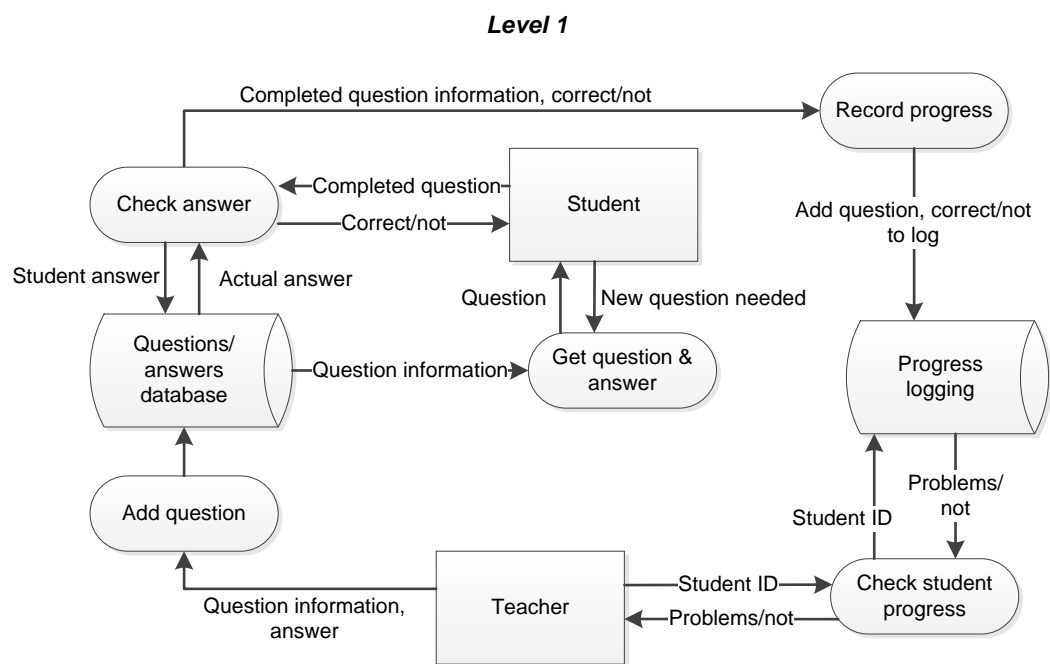 Level 1
Completed question information, correct/not
Record progress
Completed question
Check answer
Student
Correct/not
Add question, correct/not
to log
Student answer
Actual answer
Question
New question needed
Questions/
answers
database
Question information
Get question &
answer
Progress
logging
Add question
Student ID
Problems/
not
Question information,
answer
Teacher
Student ID
Problems/not
Check student
progress